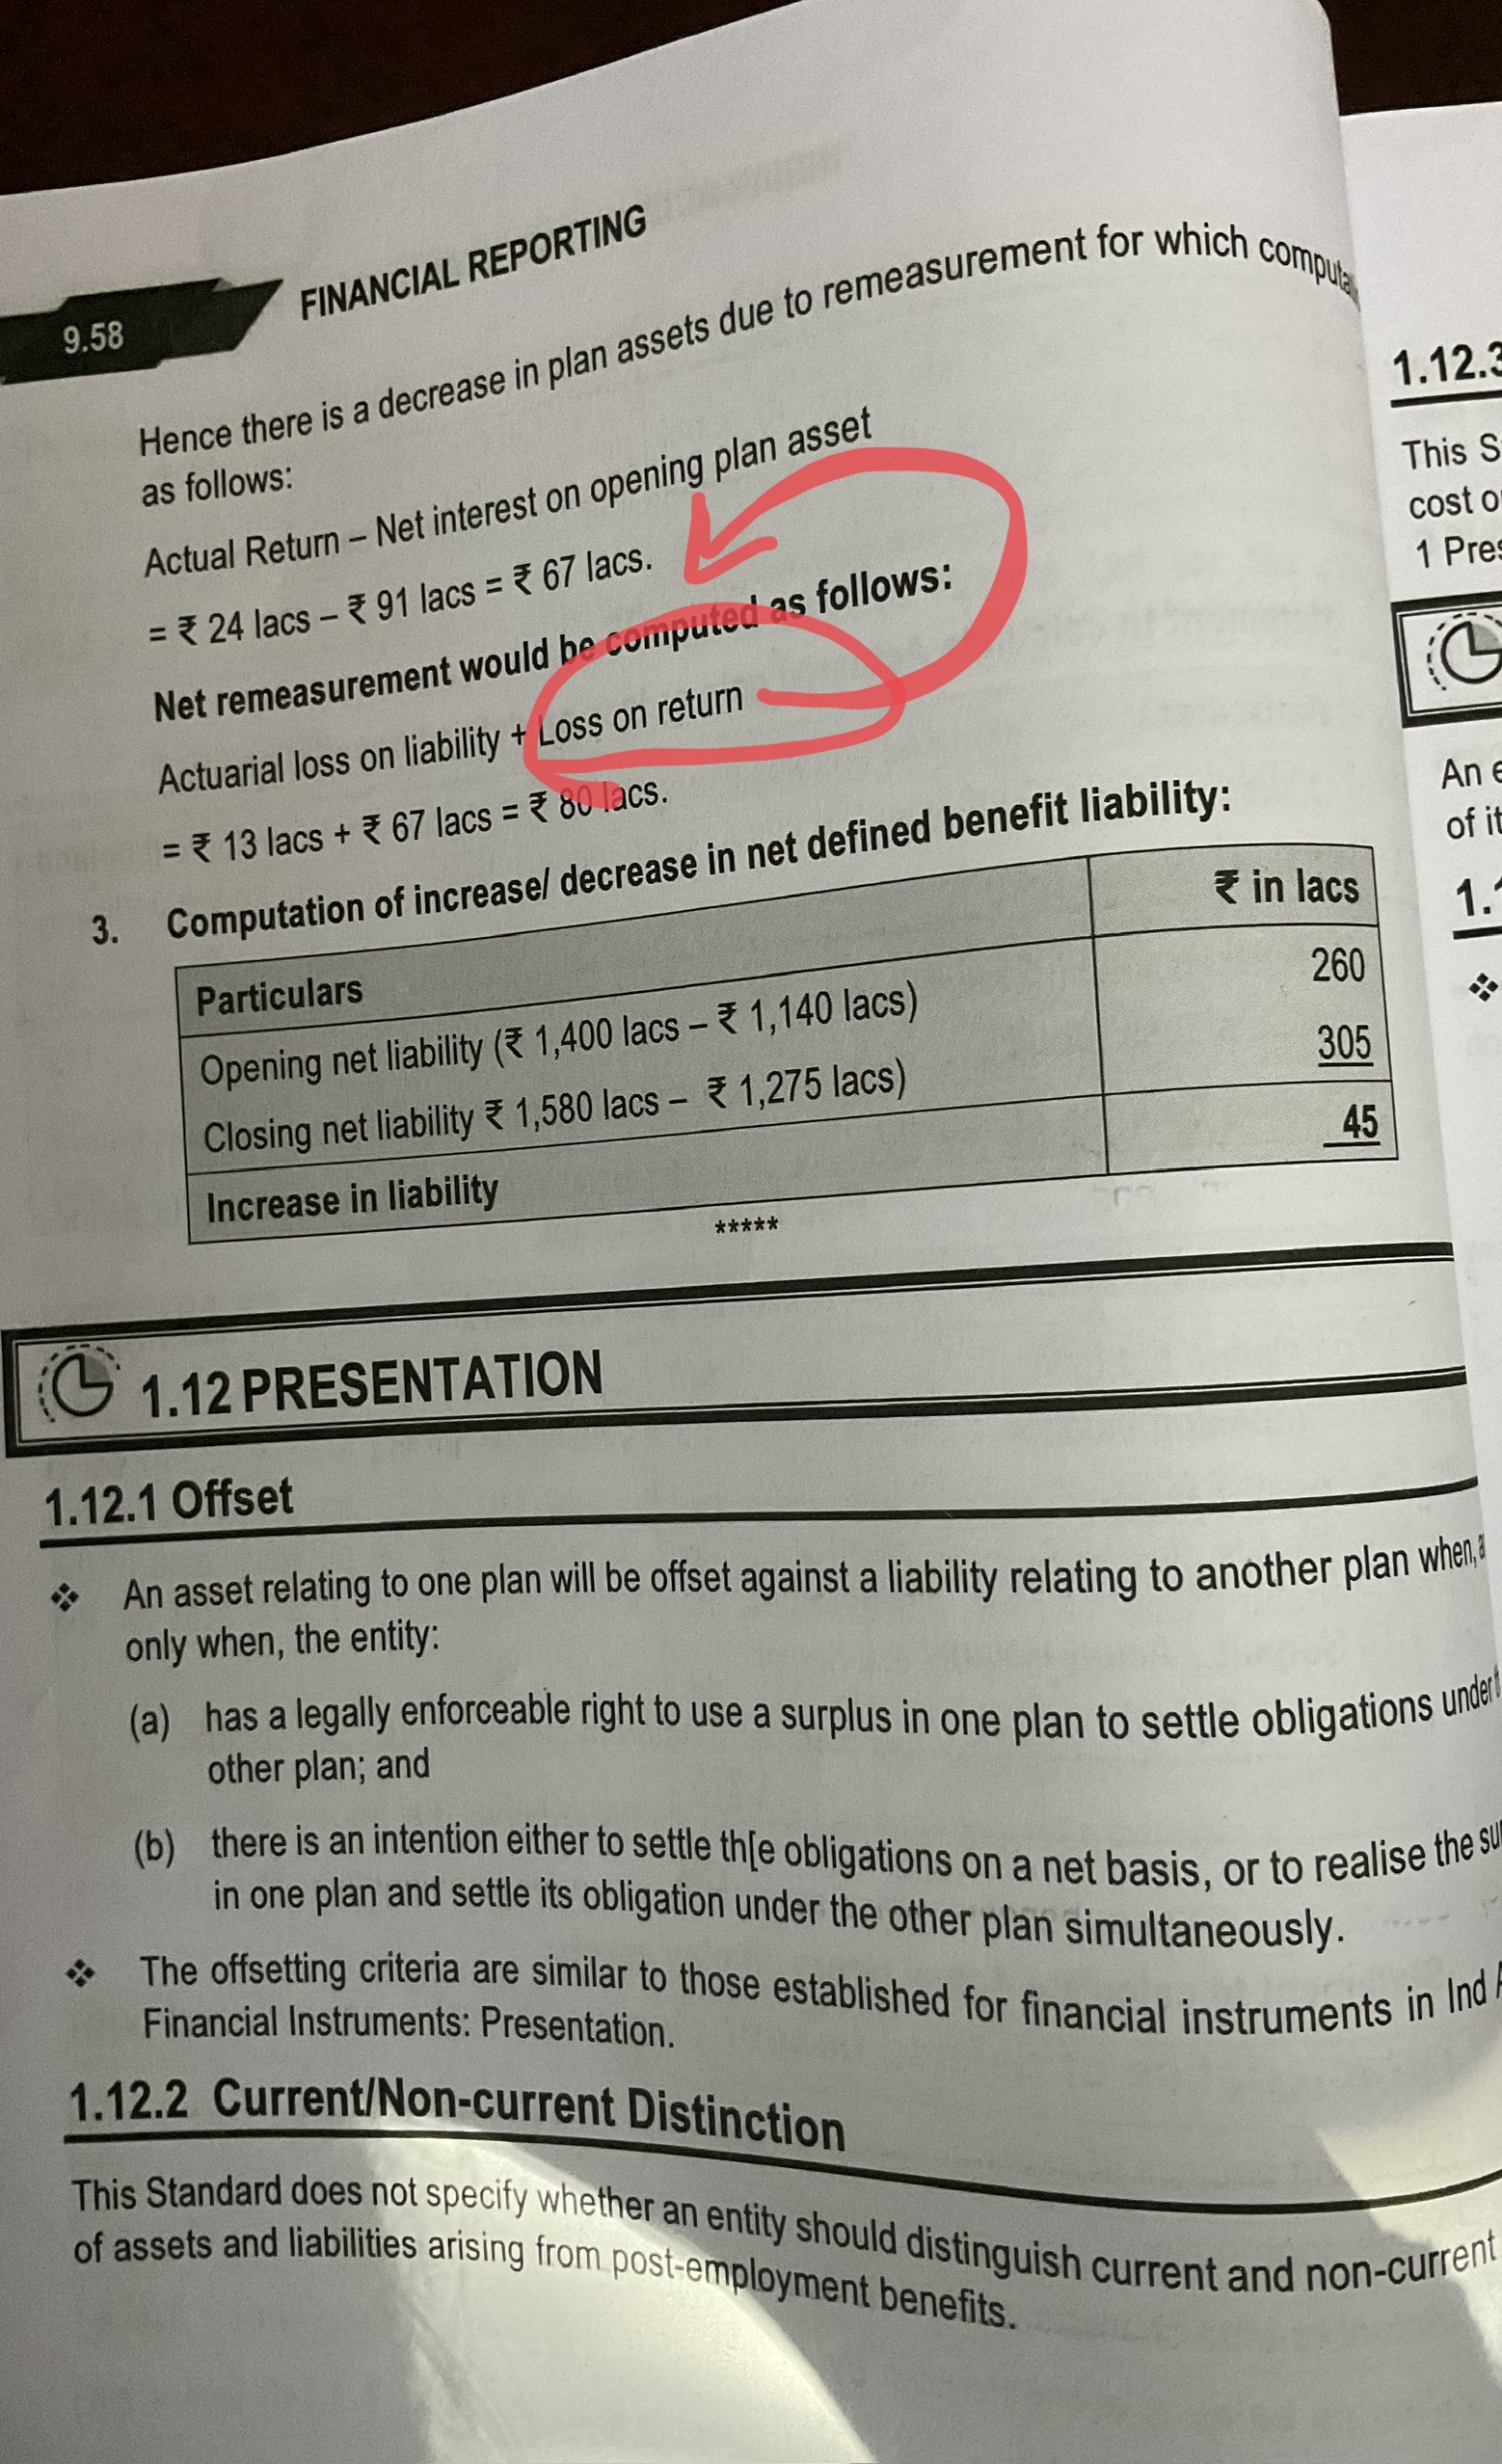 9.58
FINANCIAL REPORTING
Hence there is a decrease in plan assets due to remeasurement for which
as follows:
Actual Return – Net interest on opening plan asset
= ₹ 24 lacs – ₹ 91 lacs = ₹ 67 lacs.
Net remeasurement would be computed as follows:
Actuarial loss on liability + Loss on return
= ₹ 13 lacs + ₹ 67 lacs = ₹ 80 lacs.
3. Computation of increase/ decrease in net defined benefit liability:
Particulars ₹ in lacs
Opening net liability (₹ 1,400 lacs – ₹ 1,140 lacs) 260
Closing net liability ₹ 1,580 lacs – ₹ 1,275 lacs) 305
Increase in liability 45
*****
1.12 PRESENTATION
1.12.1 Offset
❖ An asset relating to one plan will be offset against a liability relating to another plan when,
only when, the entity:
(a) has a legally enforceable right to use a surplus in one plan to settle obligations under
other plan; and
(b) there is an intention either to settle th[e obligations on a net basis, or to realise the
in one plan and settle its obligation under the other plan simultaneously.
❖ The offsetting criteria are similar to those established for financial instruments in Ind
Financial Instruments: Presentation.
1.12.2 Current/Non-current Distinction
This Standard does not specify whether an entity should distinguish current and non-current
of assets and liabilities arising from post-employment benefits.
1.12.3
This
cost
1
An
of